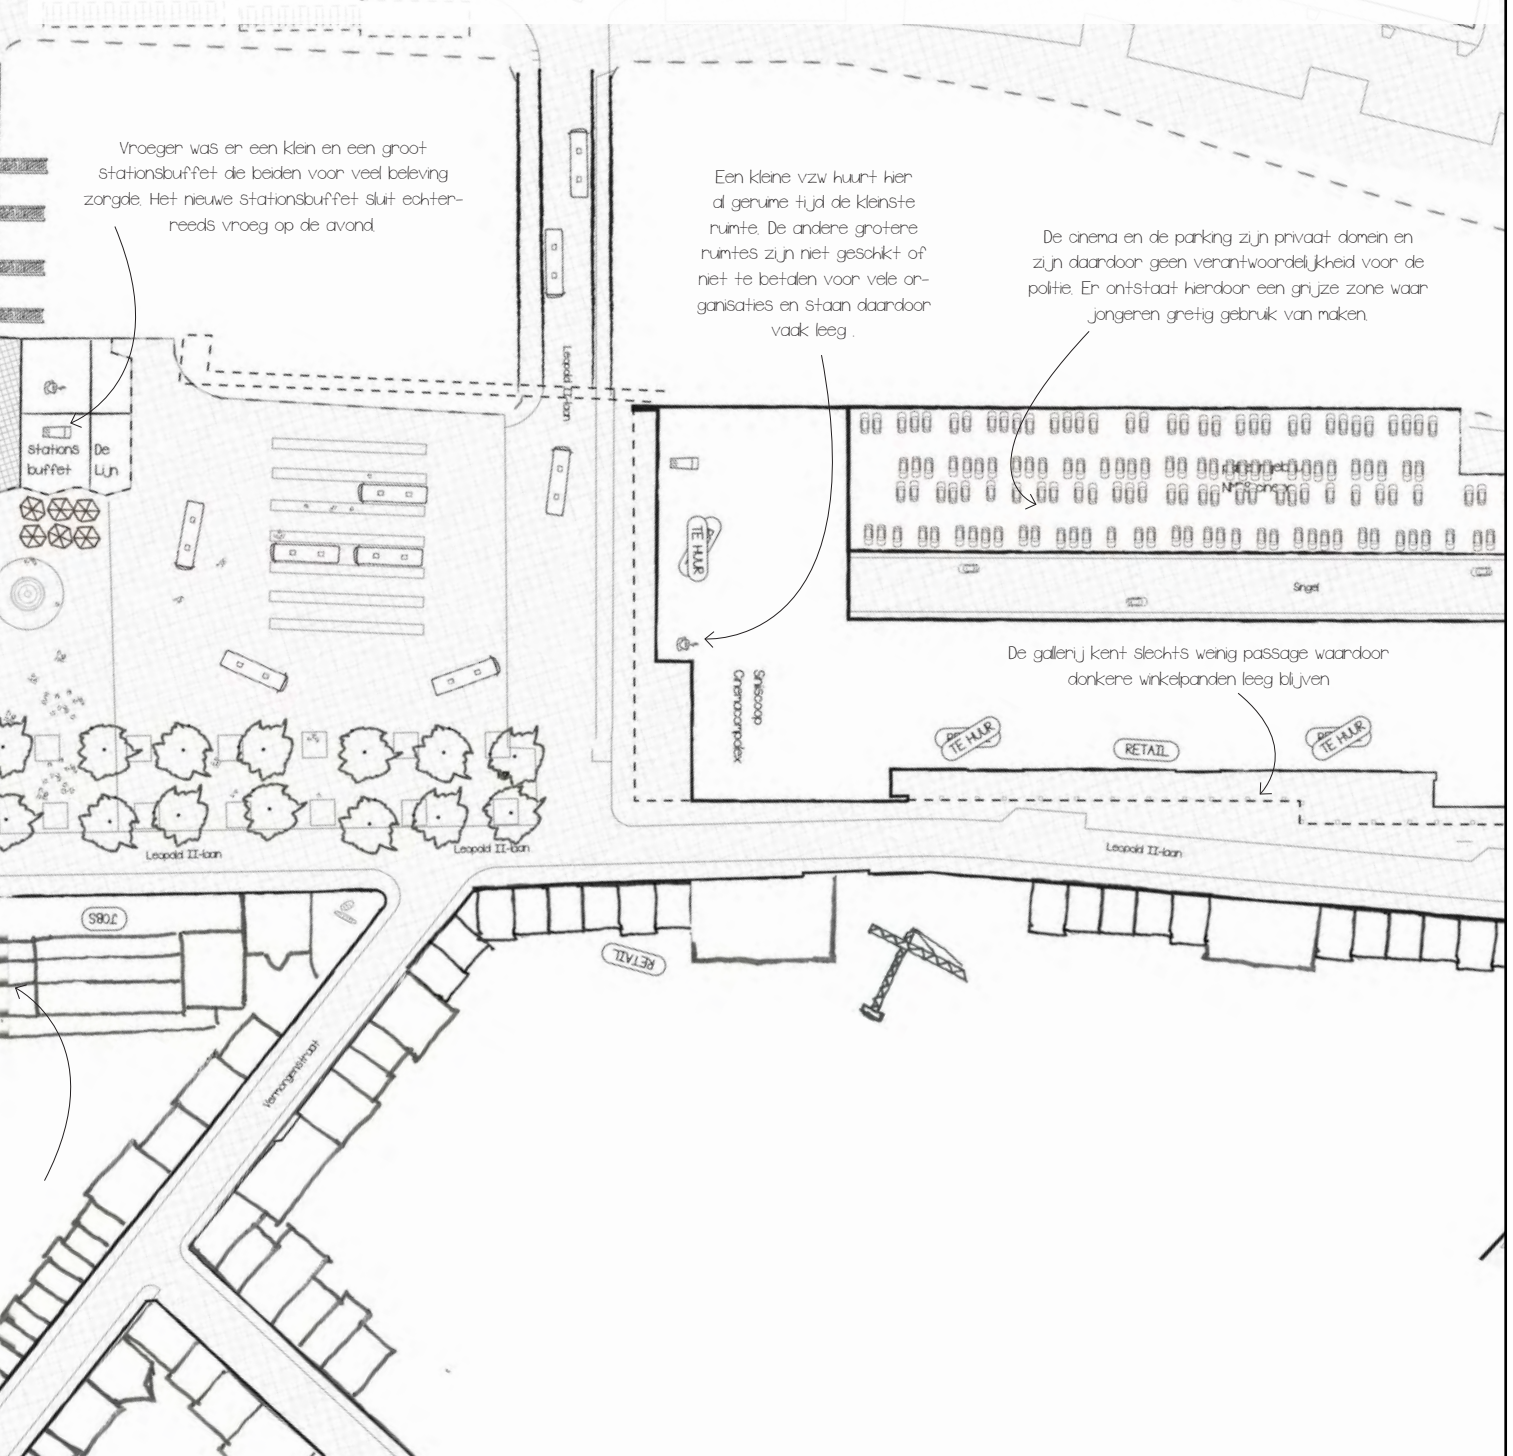 Vroeger was er een klein en een groot
stationsbuffet die beiden voor veel beleving
zorgde. Het nieuwe stationsbuffet sluit echter-
reeds vroeg op de avond.
Een kleine vzw huurt hier
al geruime tijd de kleinste
ruimte. De andere grotere
ruimtes zijn niet geschikt of
niet te betalen voor vele or-
ganisaties en staan daardoor
vaak leeg .
De cinema en de parking zijn privaat domein en
zijn daardoor geen verantwoordelijkheid voor de
politie. Er ontstaat hierdoor een grijze zone waar
jongeren gretig gebruik van maken.
Leopold II-laan
stations
buffet
De
Lijn
TE HUUR
Singel
De gallerij kent slechts weinig passage waardoor
donkere winkelpanden leeg blijven
Siniscoop
Cinemacomplex
TE HUUR
RETAIL
TE HUUR
Leopold II-laan
Leopold II-laan
Leopold II-laan
JOBS
RETAIL
Vermorgenstraat